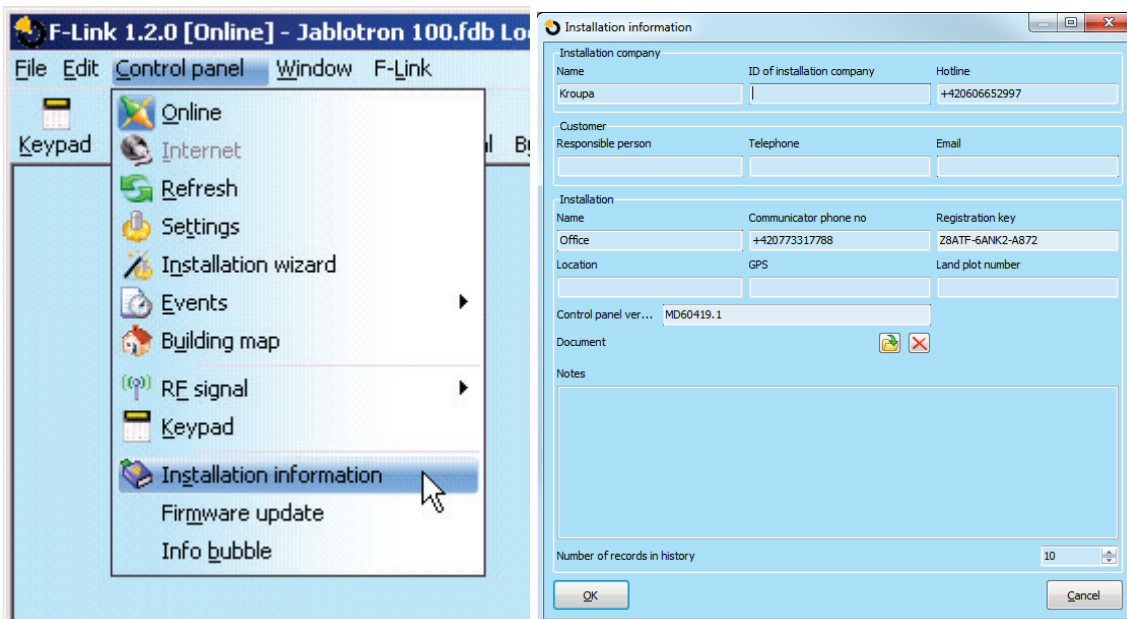 F-Link 1.2.0 [Online] - Jablotron 100.fdb
File Edit Control panel Window F-Link
Keypad
Online
Internet
Refresh
Settings
Installation wizard
Events
Building map
RF signal
Keypad
Installation information
Firmware update
Info bubble
Installation information
Installation company
Name ID of installation company Hotline
Kroupa +420606652997
Customer
Responsible person Telephone Email
Installation
Name Communicator phone no Registration key
Office +420773317788 Z8ATF-6ANK2-A872
Location GPS Land plot number
Control panel ver... MD60419.1
Document
Notes
Number of records in history 10
OK Cancel